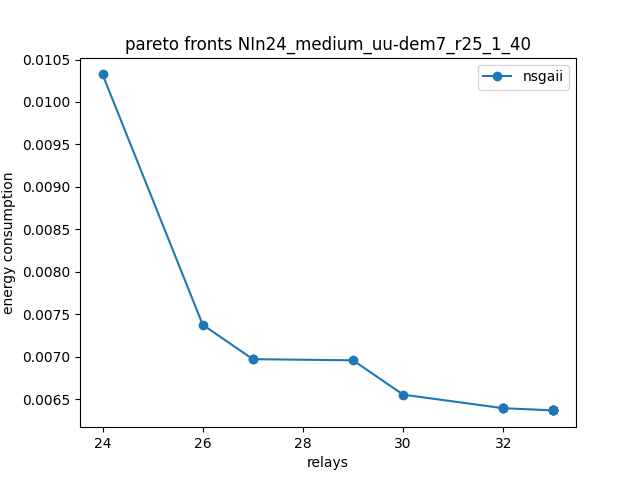 pareto fronts NIn24_medium_uu-dem7_r25_1_40
nsgaii
0.0105
0.0100
0.0095
0.0090
0.0085
0.0080
0.0075
0.0070
0.0065
energy consumption
24 26 28 30 32
relays